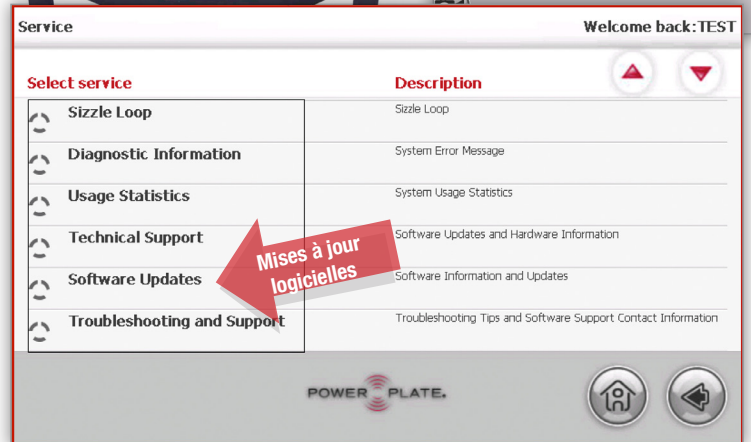 Service Welcome back:TEST
Select service Description
Sizzle Loop Sizzle Loop
Diagnostic Information System Error Message
Usage Statistics System Usage Statistics
Technical Support Software Updates and Hardware Information
Mises à jour
logicielles
Software Updates Software Information and Updates
Troubleshooting and Support Troubleshooting Tips and Software Support Contact Information
POWER PLATE.